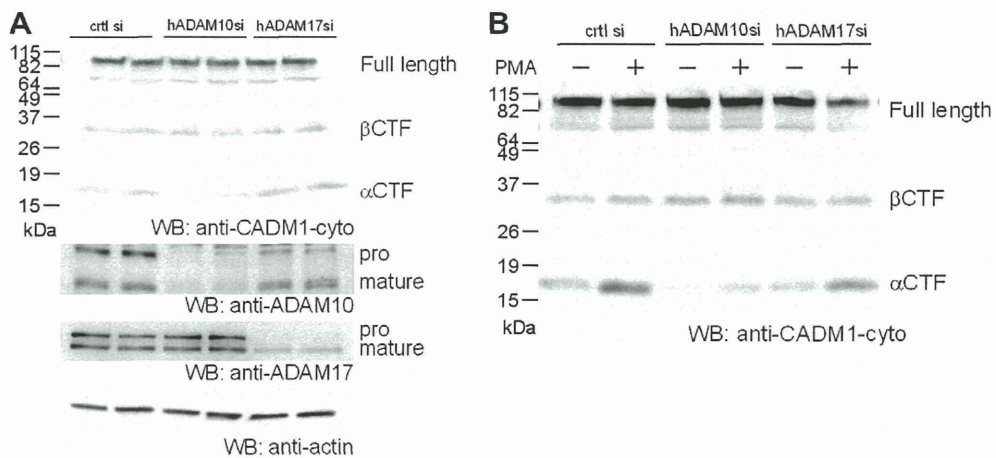 A
crtl si hADAM10si hADAM17si
115
82
64
49
37
26
19
15
kDa
Full length
βCTF
αCTF
WB: anti-CADM1-cyto
pro
mature
WB: anti-ADAM10
pro
mature
WB: anti-ADAM17
WB: anti-actin
B
crtl si hADAM10si hADAM17si
PMA − + − + − +
115
82
64
49
37
26
19
15
kDa
Full length
βCTF
αCTF
WB: anti-CADM1-cyto